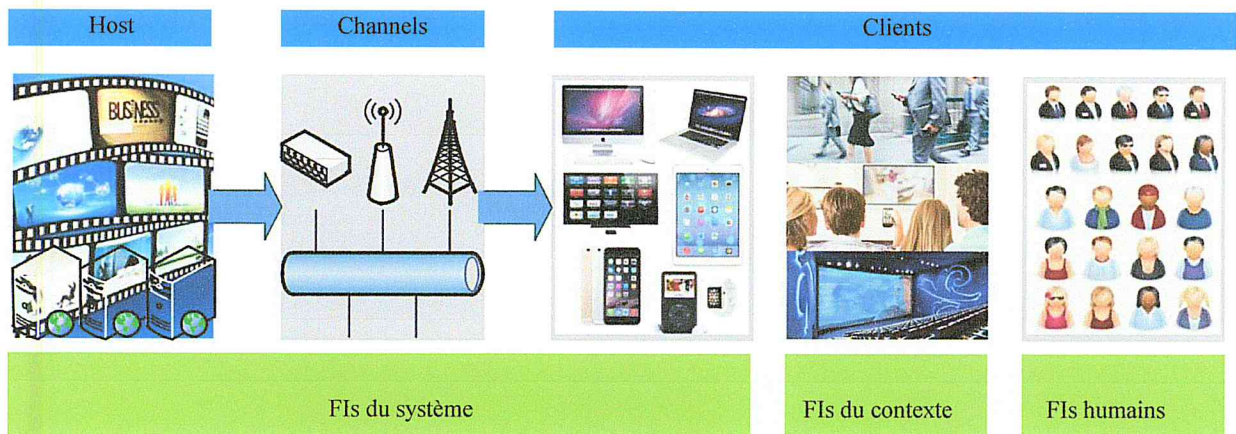 Host
Channels
Clients
BUSINESS
FIs du système
FIs du contexte
FIs humains